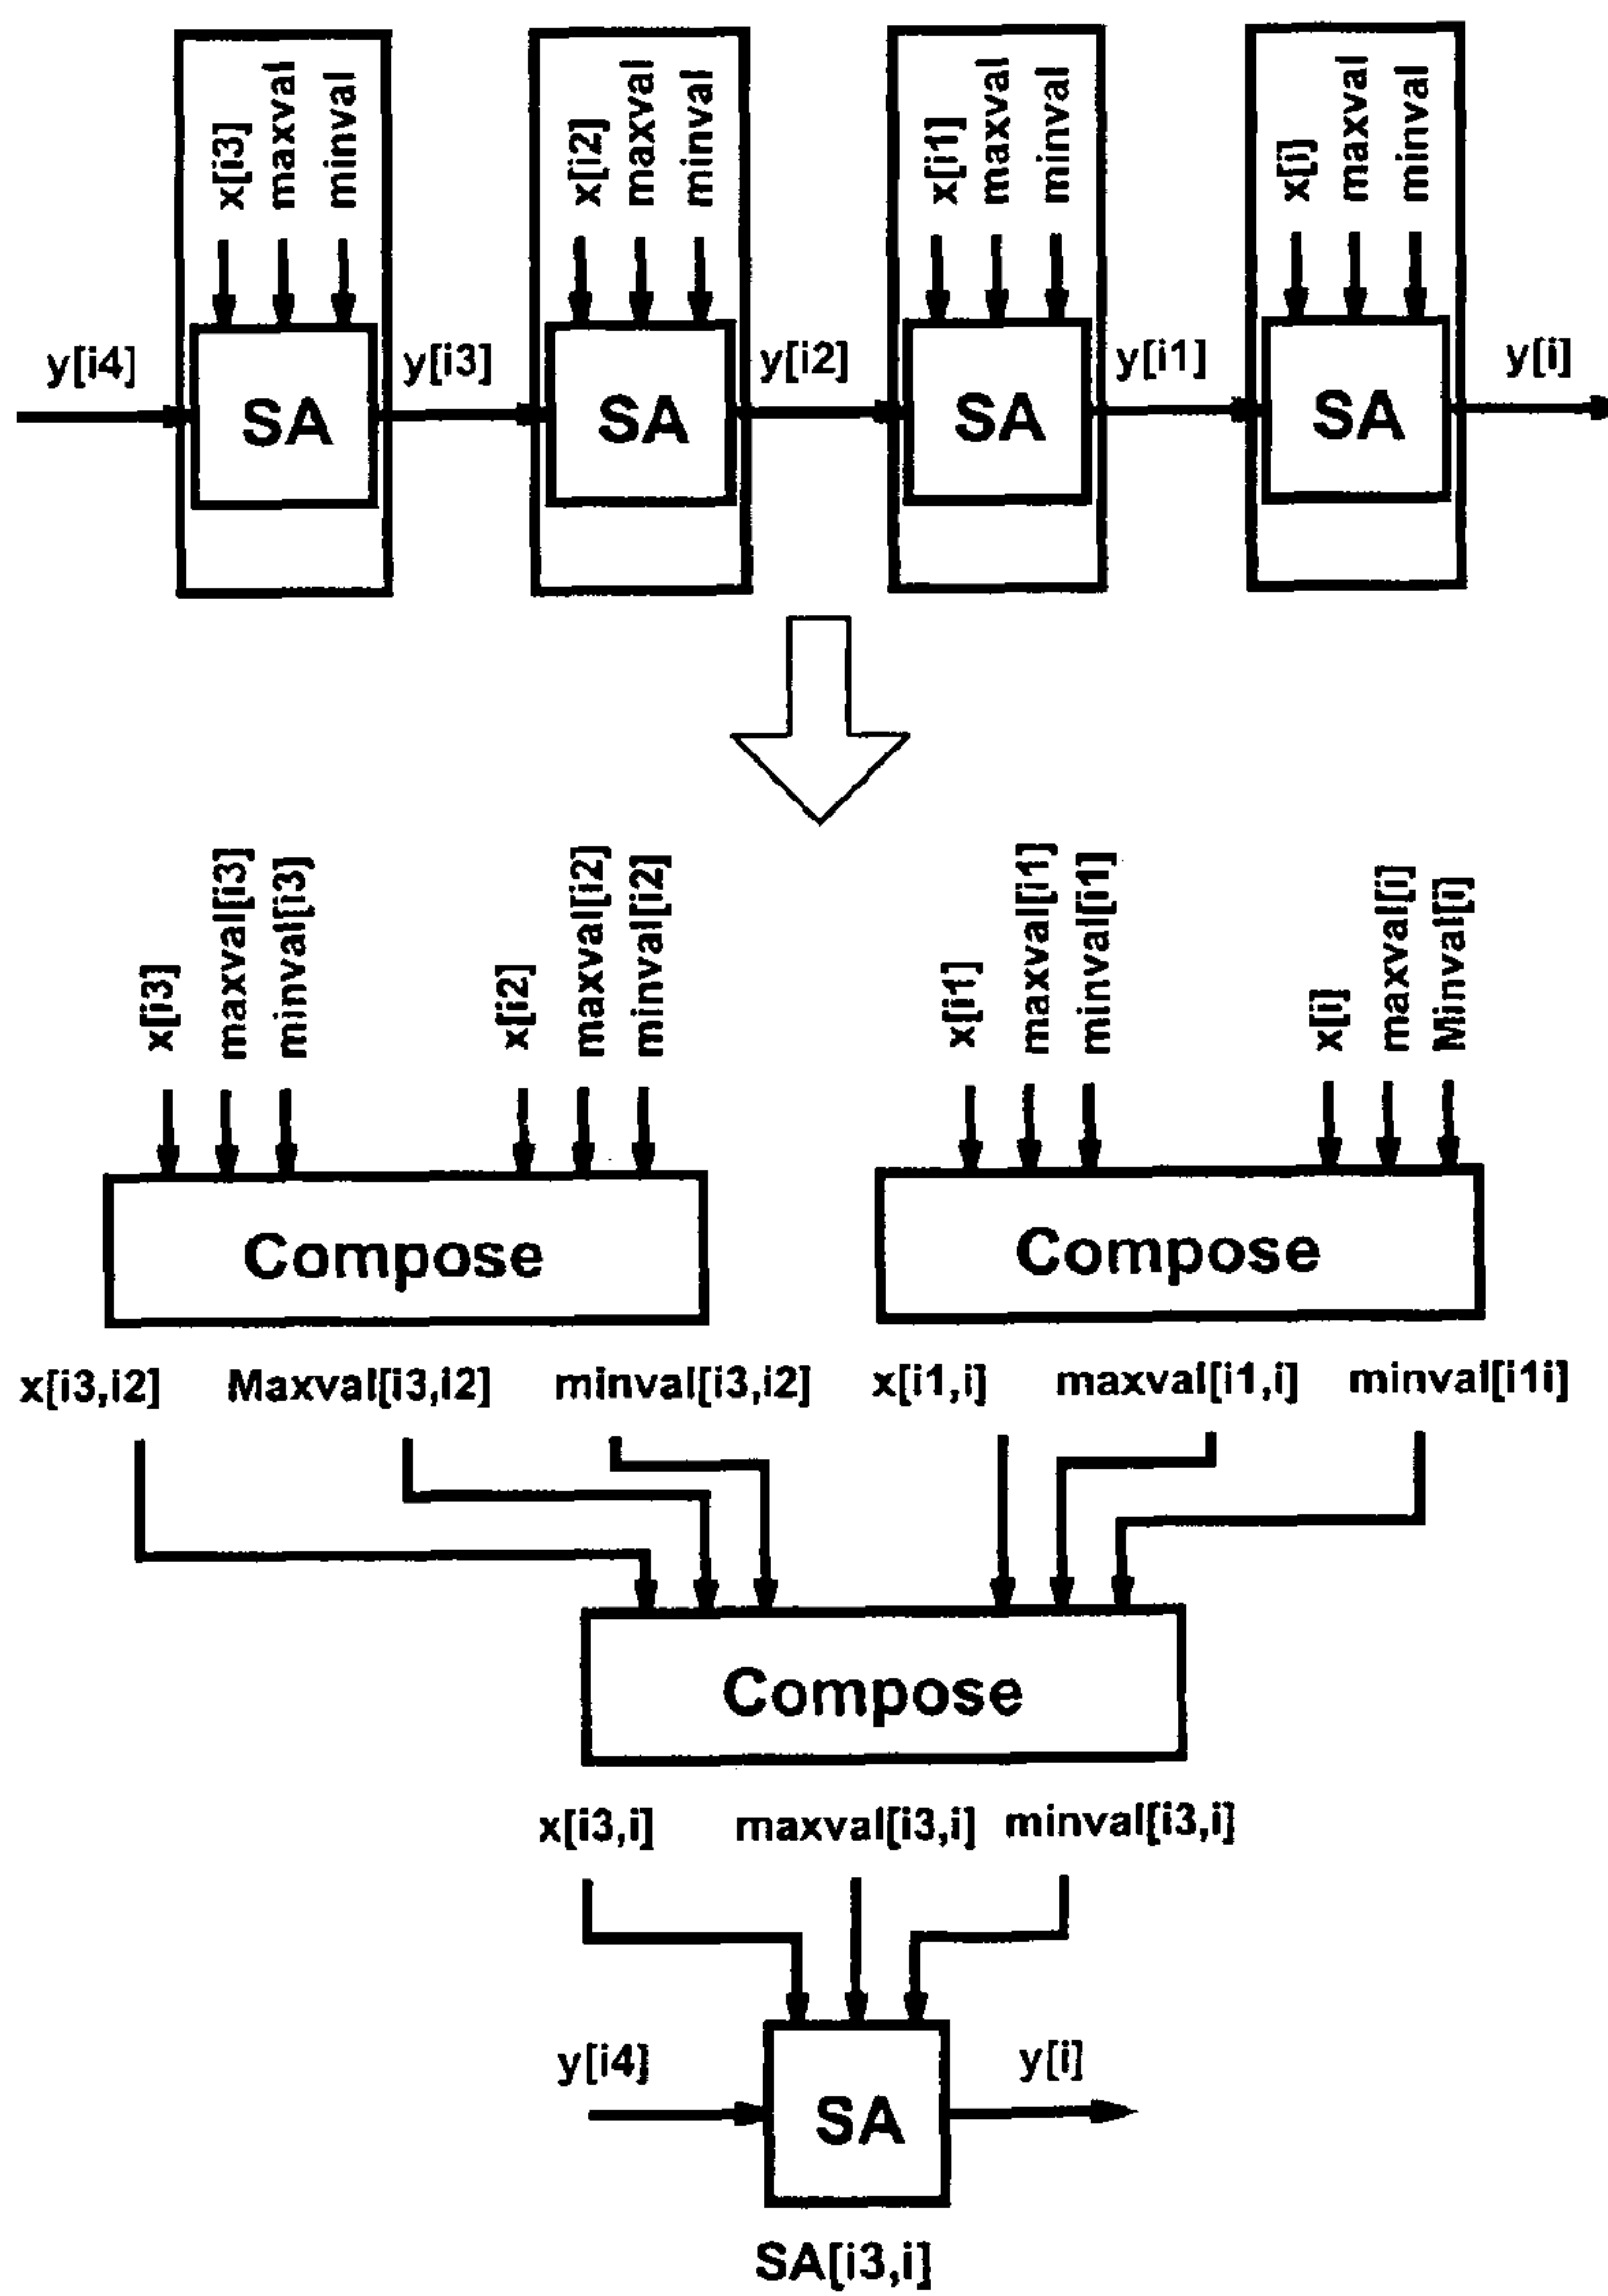 x[i3] maxval minval x[i2] maxval minval x[i1] maxval minval x[i] maxval minval
y[i4] y[i3] y[i2] y[i1] y[i]
SA SA SA SA
x[i3] maxval[i3] minval[i3] x[i2] maxval[i2] minval[i2] x[i1] maxval[i1] minval[i1] x[i] maxval[i] Minval[i]
Compose Compose
x[i3,i2] Maxval[i3,i2] minval[i3,i2] x[i1,i] maxval[i1,i] minval[i1i]
Compose
x[i3,i] maxval[i3,i] minval[i3,i]
y[i4] y[i]
SA
SA[i3,i]